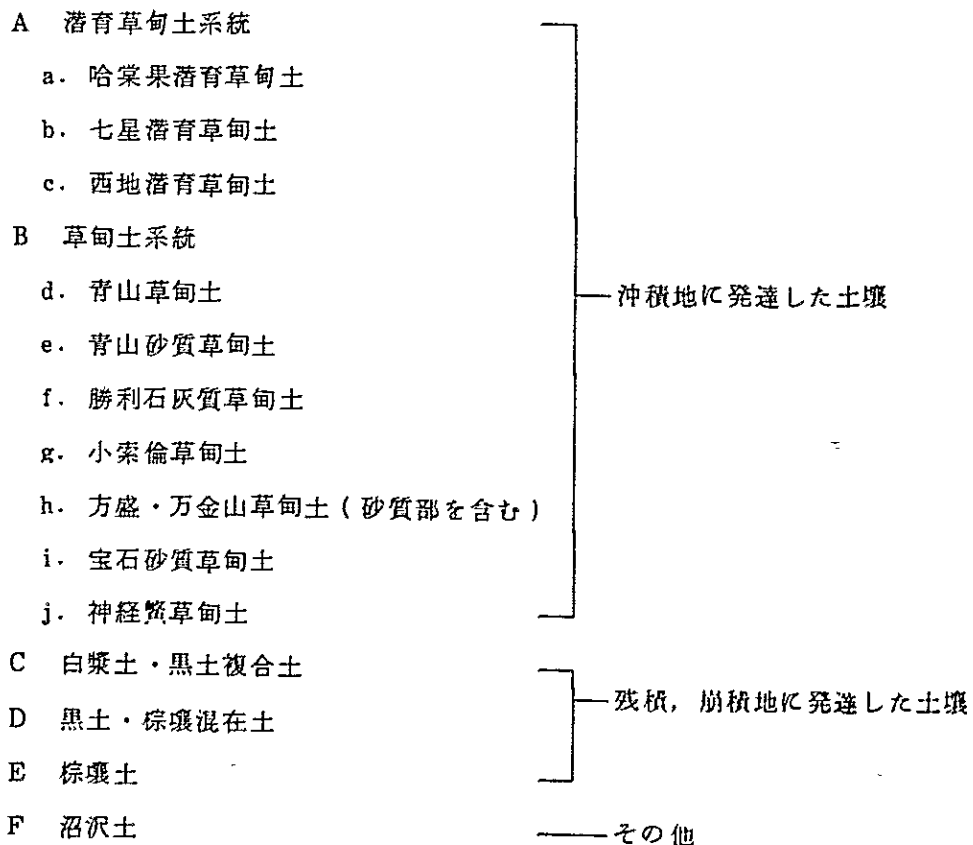 A 潜育草甸土系統
a. 哈棠果潜育草甸土
b. 七星潜育草甸土
c. 西地潜育草甸土
B 草甸土系統
d. 青山草甸土
沖積地に発達した土壌
e. 青山砂質草甸土
f. 勝利石灰質草甸土
g. 小索倫草甸土
h. 方盛・万金山草甸土(砂質部を含む)
i. 宝石砂質草甸土
j. 神経草甸土
C 白漿土・黒土複合土
残積,崩積地に発達した土壌
D 黒土・棕壌混在土
E 棕壌土
F 沼沢土
その他